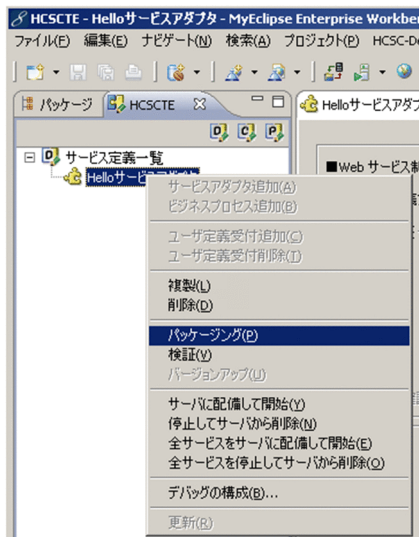 HCSCTE - Helloサービスアダプタ - MyEclipse Enterprise Workbe
ファイル(F) 編集(E) ナビゲート(N) 検索(A) プロジェクト(P) HCSC-De
パッケージ HCSCTE Helloサービスアダプ
サービス定義一覧
Helloサービスアダプタ
■Web サービス制
サービスアダプタ追加(A)
ビジネスプロセス追加(B)
ユーザ定義受付追加(C)
ユーザ定義受付削除(T)
複製(L)
削除(D)
パッケージング(P)
検証(V)
バージョンアップ(U)
サーバに配備して開始(Y)
停止してサーバから削除(N)
全サービスをサーバに配備して開始(E)
全サービスを停止してサーバから削除(O)
デバッグの構成(B)...
更新(R)